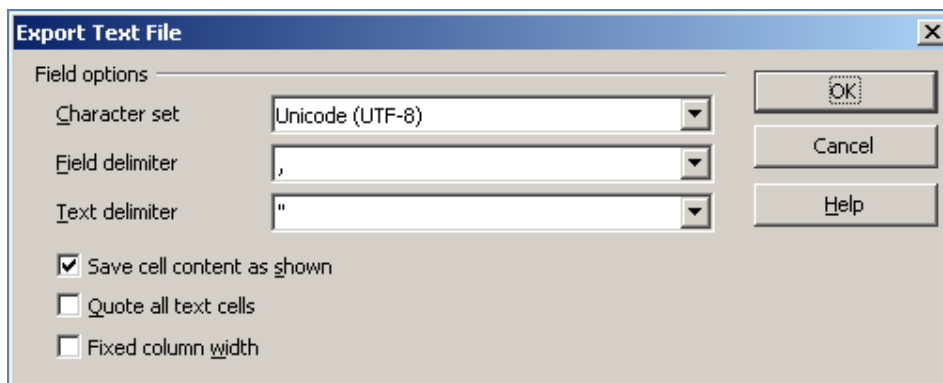 Export Text File
Field options
OK
Character set
Unicode (UTF-8)
Cancel
Field delimiter
,
Text delimiter
"
Help
Save cell content as shown
Quote all text cells
Fixed column width